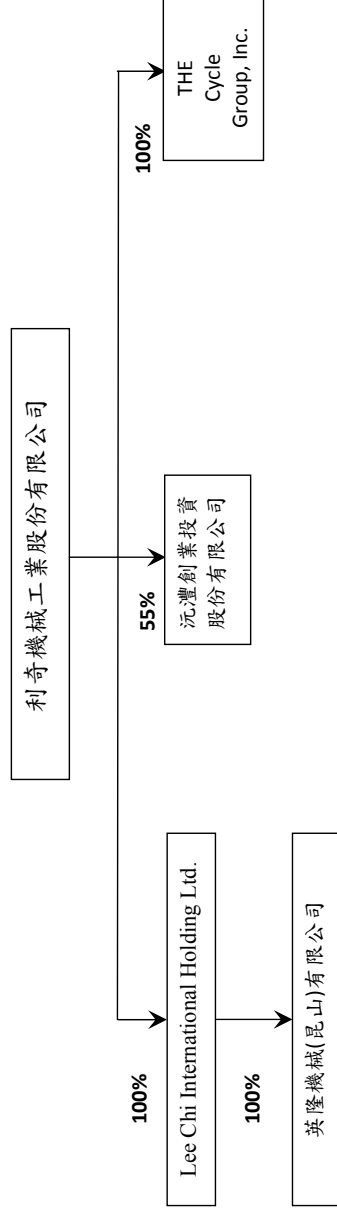 利奇機械工業股份有限公司
100%
55%
100%
Lee Chi International Holding Ltd.
沅灃創業投資
股份有限公司
THE
Cycle
Group, Inc.
100%
英隆機械(昆山)有限公司